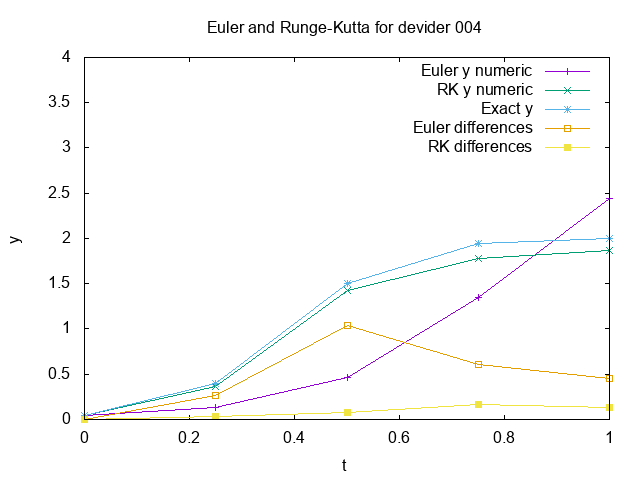 Euler and Runge-Kutta for devider 004
4
3.5
3
2.5
2
1.5
1
0.5
0
y
Euler y numeric
RK y numeric
Exact y
Euler differences
RK differences
0 0.2 0.4 0.6 0.8 1
t